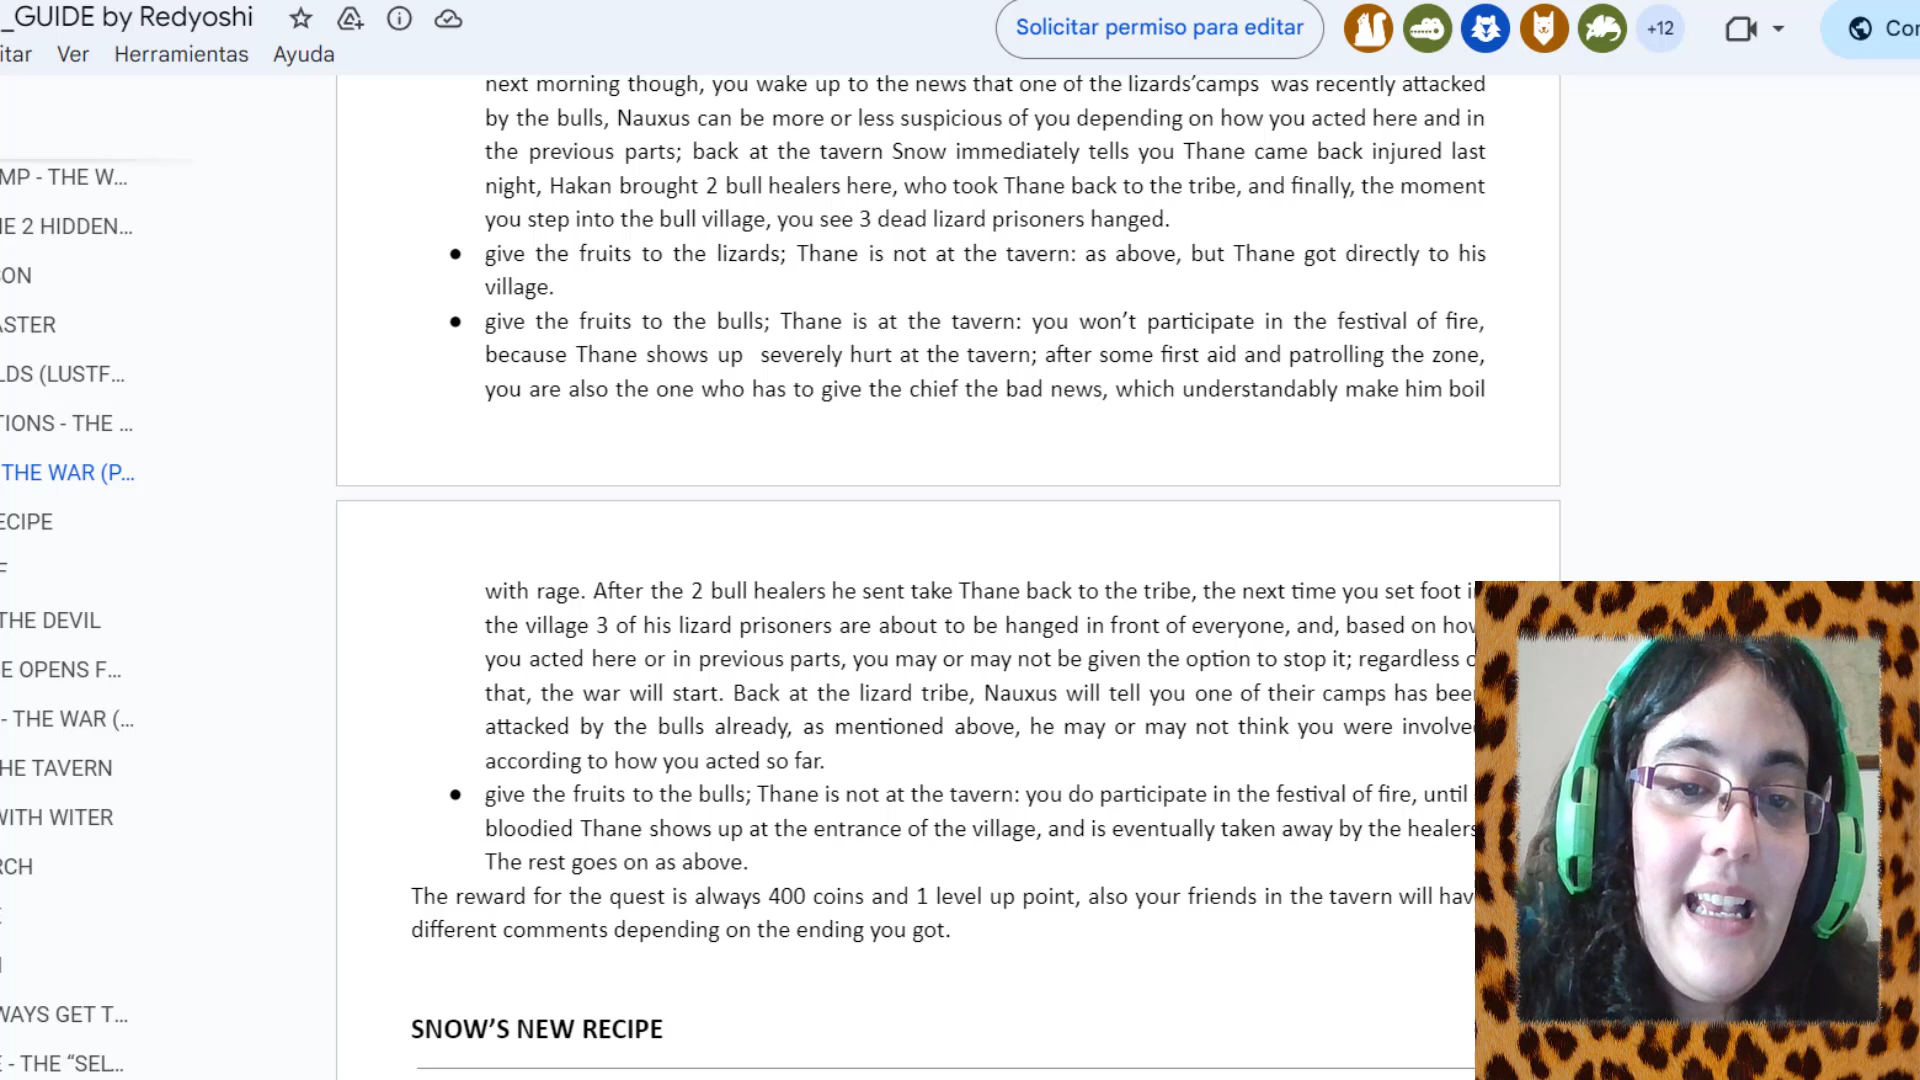 _GUIDE by Redyoshi
itar Ver Herramientas Ayuda
Solicitar permiso para editar
+12
Cor
MP - THE W...
IE 2 HIDDEN...
SON
ASTER
LDS (LUSTF...
TIONS - THE ...
THE WAR (P...
ECIPE
F
THE DEVIL
E OPENS F...
- THE WAR (...
HE TAVERN
WITH WITER
RCH
WAYS GET T...
E - THE “SEL...
next morning though, you wake up to the news that one of the lizards’camps was recently attacked
by the bulls, Nauxus can be more or less suspicious of you depending on how you acted here and in
the previous parts; back at the tavern Snow immediately tells you Thane came back injured last
night, Hakan brought 2 bull healers here, who took Thane back to the tribe, and finally, the moment
you step into the bull village, you see 3 dead lizard prisoners hanged.
● give the fruits to the lizards; Thane is not at the tavern: as above, but Thane got directly to his
village.
● give the fruits to the bulls; Thane is at the tavern: you won’t participate in the festival of fire,
because Thane shows up severely hurt at the tavern; after some first aid and patrolling the zone,
you are also the one who has to give the chief the bad news, which understandably make him boil
with rage. After the 2 bull healers he sent take Thane back to the tribe, the next time you set foot i
the village 3 of his lizard prisoners are about to be hanged in front of everyone, and, based on how
you acted here or in previous parts, you may or may not be given the option to stop it; regardless o
that, the war will start. Back at the lizard tribe, Nauxus will tell you one of their camps has bee
attacked by the bulls already, as mentioned above, he may or may not think you were involve
according to how you acted so far.
● give the fruits to the bulls; Thane is not at the tavern: you do participate in the festival of fire, until
bloodied Thane shows up at the entrance of the village, and is eventually taken away by the healers
The rest goes on as above.
The reward for the quest is always 400 coins and 1 level up point, also your friends in the tavern will hav
different comments depending on the ending you got.
SNOW’S NEW RECIPE